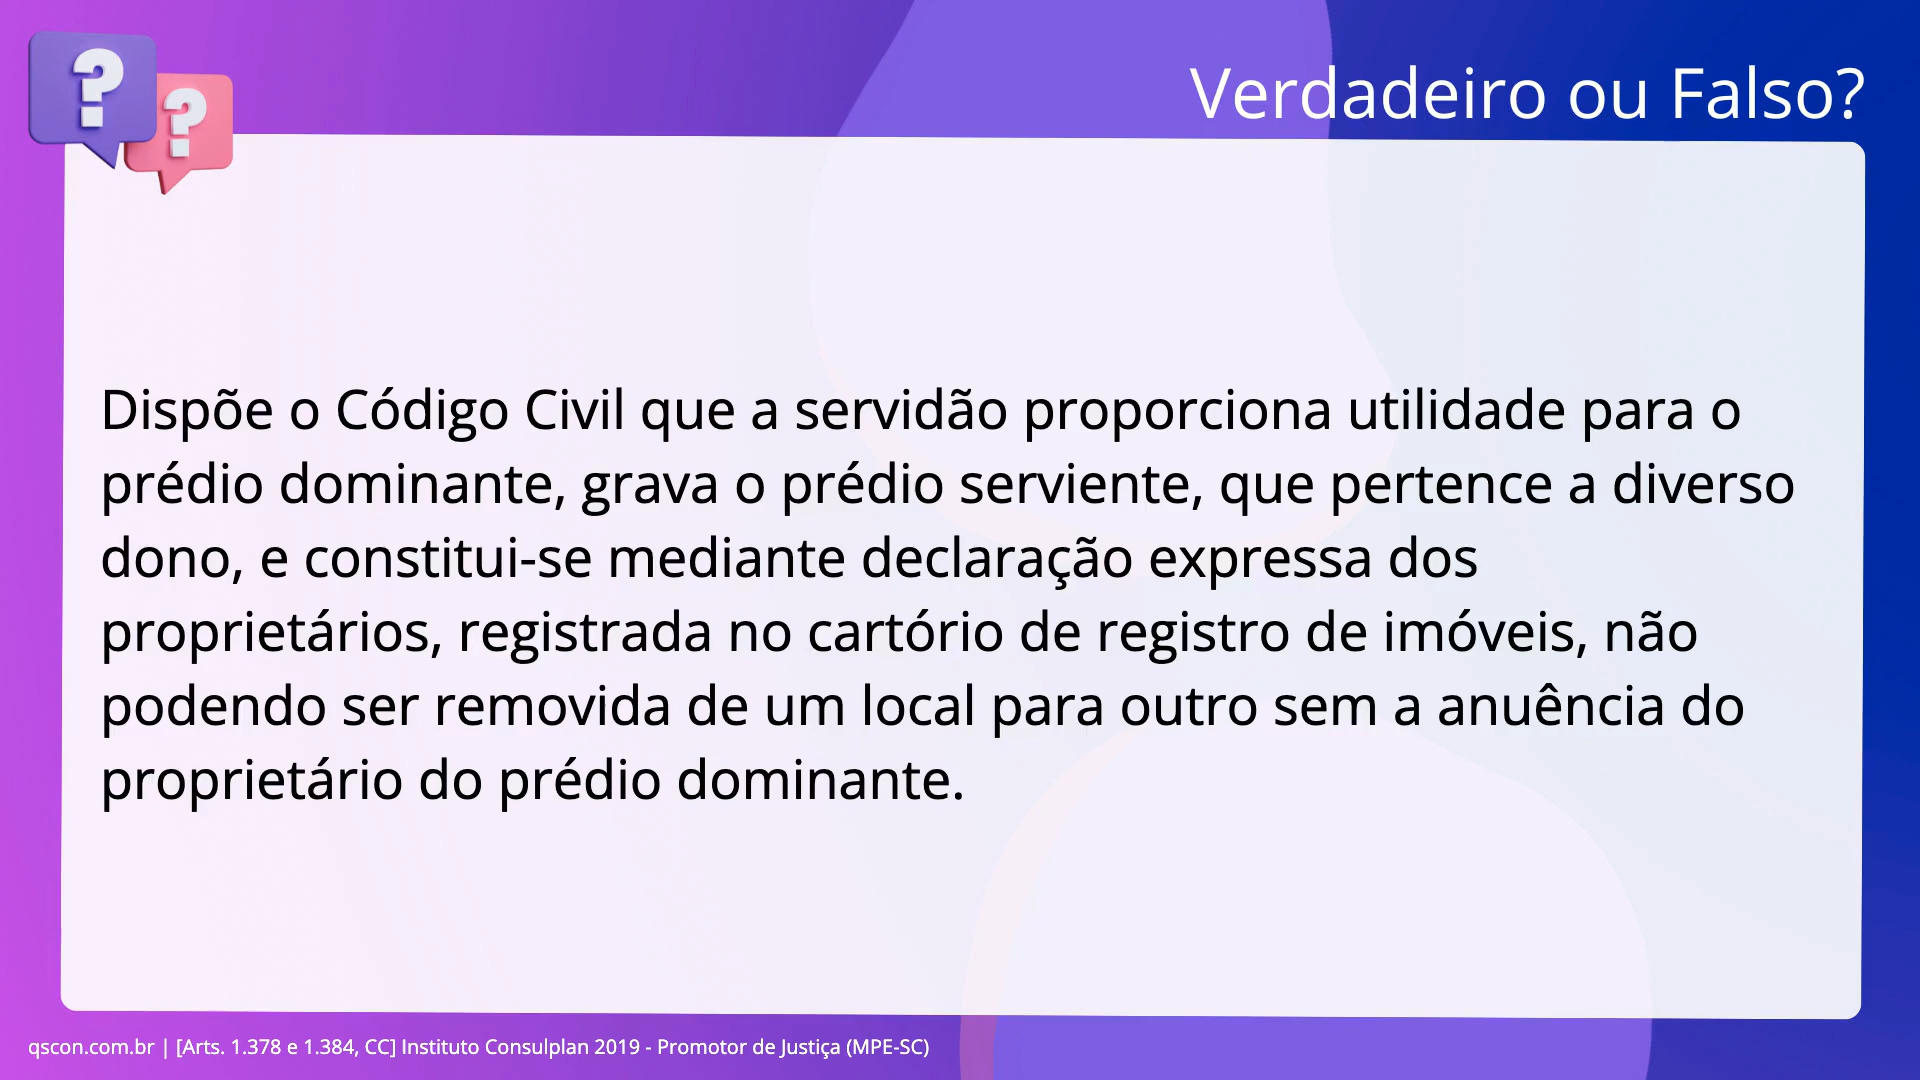 ? ?
Verdadeiro ou Falso?
Dispõe o Código Civil que a servidão proporciona utilidade para o
prédio dominante, grava o prédio serviente, que pertence a diverso
dono, e constitui-se mediante declaração expressa dos
proprietários, registrada no cartório de registro de imóveis, não
podendo ser removida de um local para outro sem a anuência do
proprietário do prédio dominante.
qscon.com.br | [Arts. 1.378 e 1.384, CC] Instituto Consulplan 2019 - Promotor de Justiça (MPE-SC)